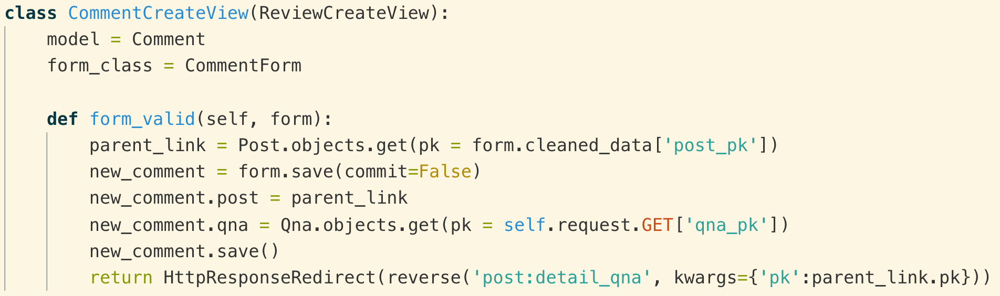 class CommentCreateView(ReviewCreateView):
    model = Comment
    form_class = CommentForm

    def form_valid(self, form):
        parent_link = Post.objects.get(pk = form.cleaned_data['post_pk'])
        new_comment = form.save(commit=False)
        new_comment.post = parent_link
        new_comment.qna = Qna.objects.get(pk = self.request.GET['qna_pk'])
        new_comment.save()
        return HttpResponseRedirect(reverse('post:detail_qna', kwargs={'pk':parent_link.pk}))